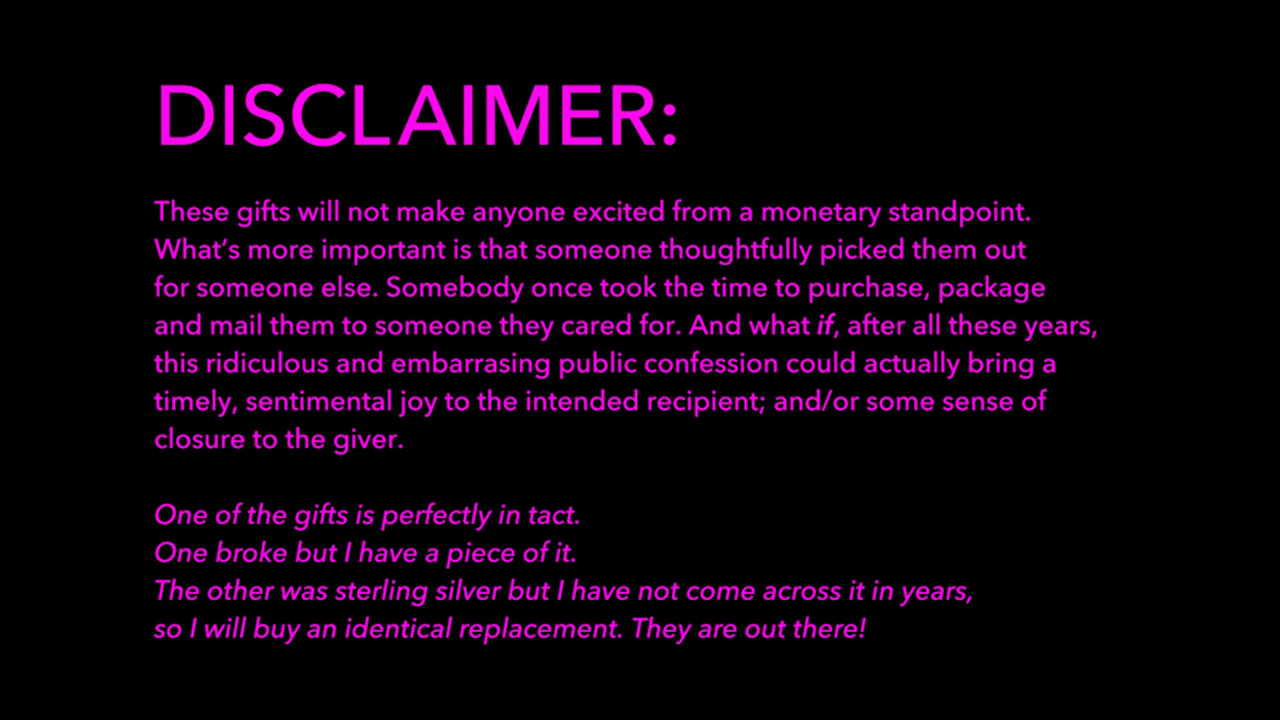 DISCLAIMER:
These gifts will not make anyone excited from a monetary standpoint.
What’s more important is that someone thoughtfully picked them out
for someone else. Somebody once took the time to purchase, package
and mail them to someone they cared for. And what if, after all these years,
this ridiculous and embarrasing public confession could actually bring a
timely, sentimental joy to the intended recipient; and/or some sense of
closure to the giver.
One of the gifts is perfectly in tact.
One broke but I have a piece of it.
The other was sterling silver but I have not come across it in years,
so I will buy an identical replacement. They are out there!